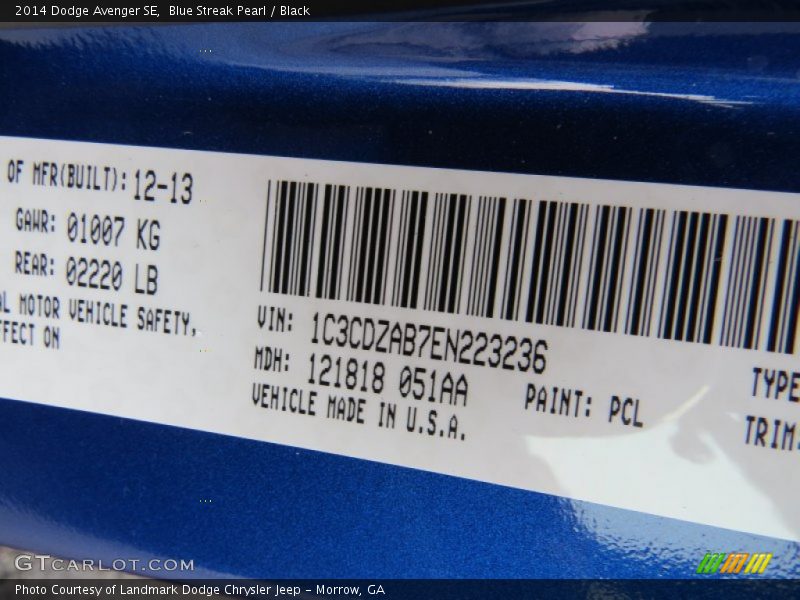 2014 Dodge Avenger SE, Blue Streak Pearl / Black
OF MFR(BUILT): 12-13
GAWR: 01007 KG
REAR: 02220 LB
AL MOTOR VEHICLE SAFETY,
FFECT ON
VIN: 1C3CDZAB7EN223236
MDH: 121818 051AA
PAINT: PCL
VEHICLE MADE IN U.S.A.
TYPE
TRIM:
GTCARLOT.COM
Photo Courtesy of Landmark Dodge Chrysler Jeep - Morrow, GA